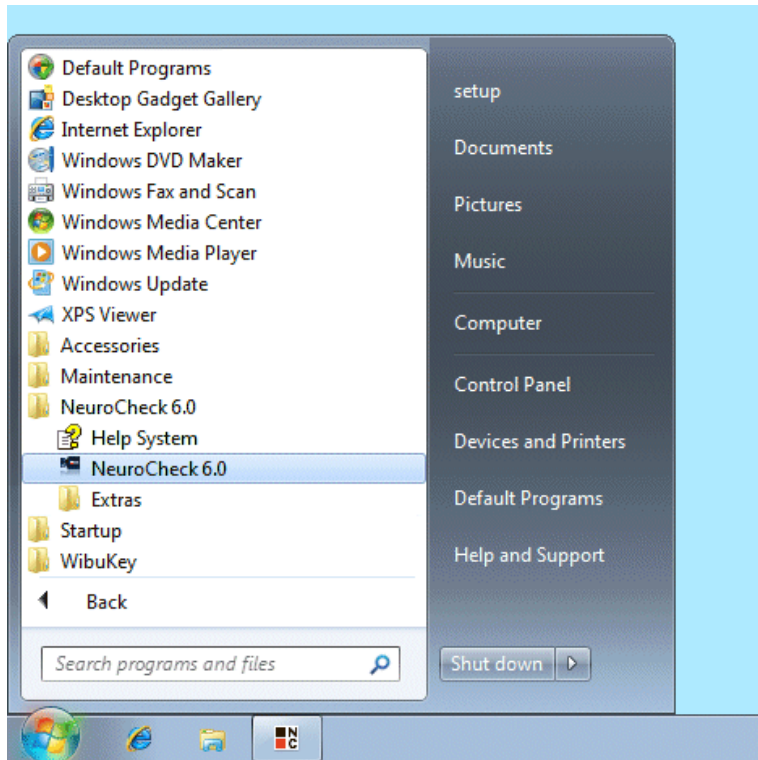 Default Programs
Desktop Gadget Gallery
Internet Explorer
Windows DVD Maker
Windows Fax and Scan
Windows Media Center
Windows Media Player
Windows Update
XPS Viewer
Accessories
Maintenance
NeuroCheck 6.0
Help System
NeuroCheck 6.0
Extras
Startup
WibuKey
Back
Search programs and files
setup
Documents
Pictures
Music
Computer
Control Panel
Devices and Printers
Default Programs
Help and Support
Shut down
N
C